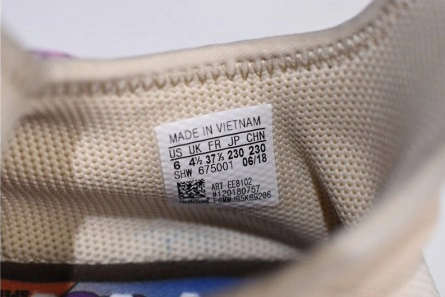 MADE IN VIETNAM
US UK FR JP CHN
6 4½ 37⅓ 230 230
SHW 675001 06/18
ART EE8102
#120180757